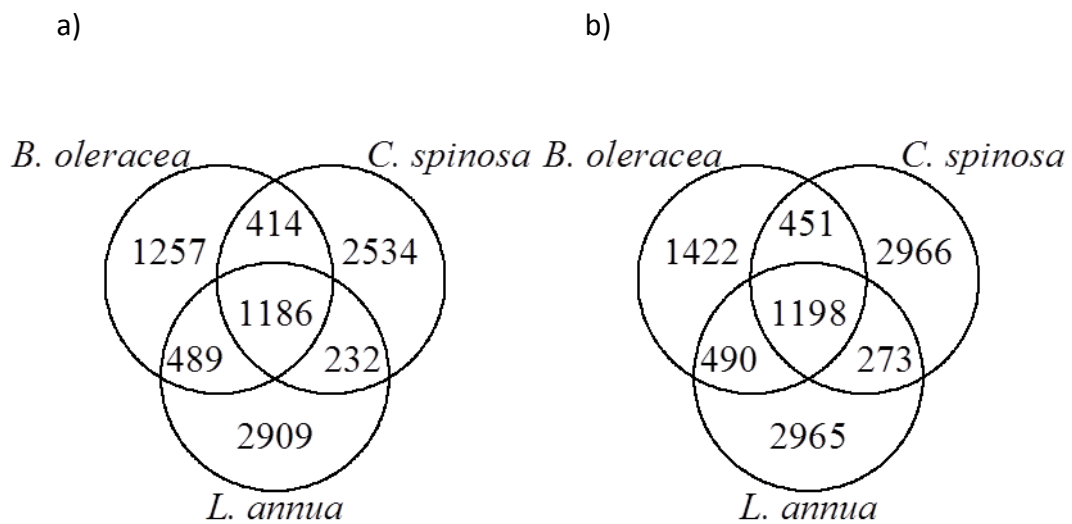 a) b)
B. oleracea C. spinosa B. oleracea C. spinosa
414 451
1257 2534 1422 2966
1186 1198
489 232 490 273
2909 2965
L. annua L. annua